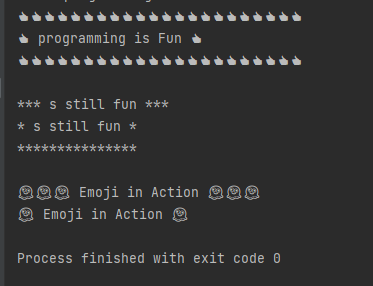 👍👍👍👍👍👍👍👍👍👍👍👍👍👍👍👍👍👍👍👍👍👍
👍 programming is Fun 👍
👍👍👍👍👍👍👍👍👍👍👍👍👍👍👍👍👍👍👍👍👍👍
*** s still fun ***
* s still fun *
***************
Emoji in Action
Emoji in Action
Process finished with exit code 0